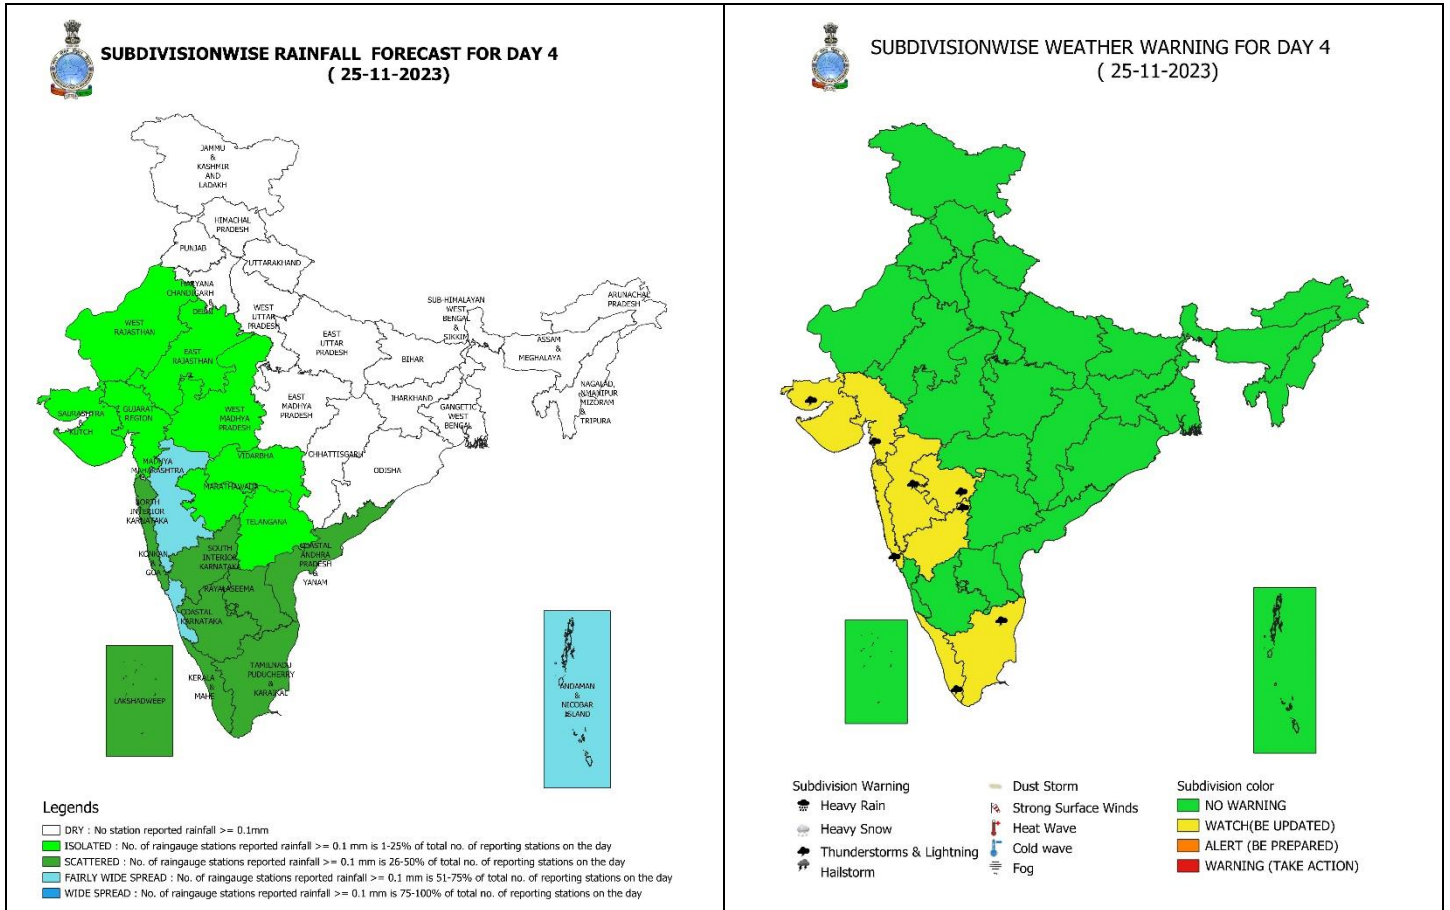 SUBDIVISIONWISE RAINFALL FORECAST FOR DAY 4
( 25-11-2023)
JAMMU
&
KASHMIR
AND
LADAKH
HIMACHAL
PRADESH
PUNJAB
UTTARAKHAND
HARYANA
CHANDIGARH
&
DELHI
WEST
RAJASTHAN
WEST
UTTAR
PRADESH
EAST
UTTAR
PRADESH
SUB-HIMALAYAN
WEST
BENGAL
&
SIKKIM
ARUNACHAL
PRADESH
ASSAM
&
MEGHALAYA
EAST
RAJASTHAN
BIHAR
NAGALAD,
MANIPUR
MIZORAM
&
TRIPURA
JHARKHAND
EAST
MADHYA
PRADESH
GANGETIC
WEST
BENGAL
SAURASHTRA
&
KUTCH
GUJARAT
REGION
WEST
MADHYA
PRADESH
CHHATTISGARH
ODISHA
VIDARBHA
MADHYA
MAHARASHTRA
MARATHAWADA
NORTH
INTERIOR
KARNATAKA
TELANGANA
KONKAN
&
GOA
SOUTH
INTERIOR
KARNATAKA
COASTAL
ANDHRA
PRADESH
&
YANAM
RAYALASEEMA
COASTAL
KARNATAKA
KERALA
&
MAHE
TAMILNADU
PUDUCHERRY
&
KARAIKAL
LAKSHADWEEP
ANDAMAN
&
NICOBAR
ISLAND
Legends
DRY : No station reported rainfall >= 0.1mm
ISOLATED : No. of raingauge stations reported rainfall >= 0.1 mm is 1-25% of total no. of reporting stations on the day
SCATTERED : No. of raingauge stations reported rainfall >= 0.1 mm is 26-50% of total no. of reporting stations on the day
FAIRLY WIDE SPREAD : No. of raingauge stations reported rainfall >= 0.1 mm is 51-75% of total no. of reporting stations on the day
WIDE SPREAD : No. of raingauge stations reported rainfall >= 0.1 mm is 75-100% of total no. of reporting stations on the day
SUBDIVISIONWISE WEATHER WARNING FOR DAY 4
( 25-11-2023)
Subdivision Warning
Heavy Rain
Heavy Snow
Thunderstorms & Lightning
Hailstorm
Dust Storm
Strong Surface Winds
Heat Wave
Cold wave
Fog
Subdivision color
NO WARNING
WATCH(BE UPDATED)
ALERT (BE PREPARED)
WARNING (TAKE ACTION)